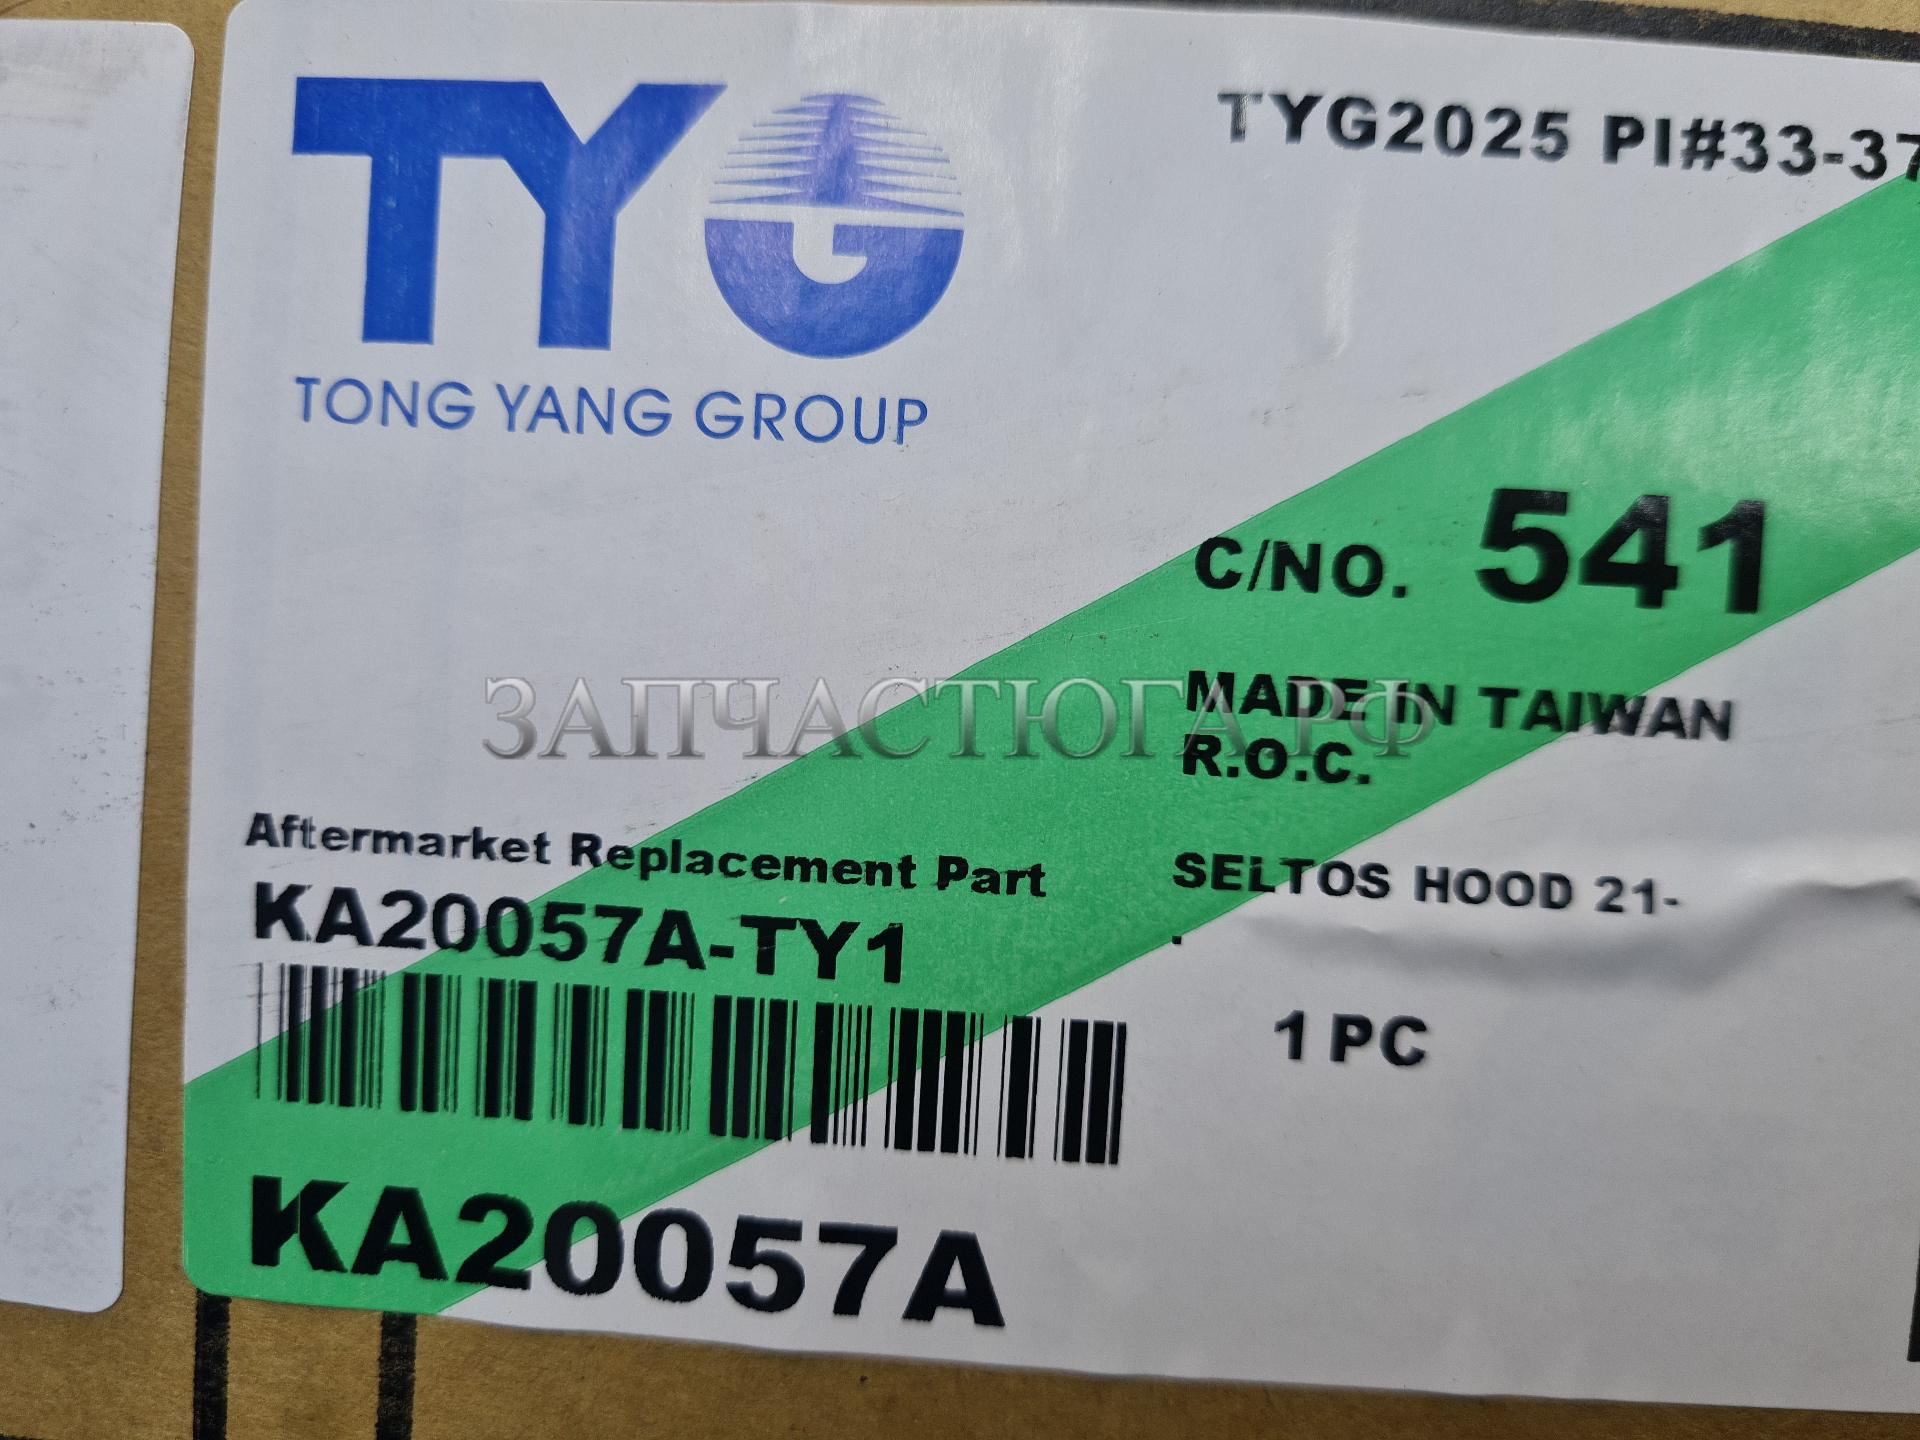 TYG
TONG YANG GROUP
TYG2025 PI#33-37
C/NO. 541
MADE IN TAIWAN
R.O.C.
ЗАПЧАСТЮГА.РФ
Aftermarket Replacement Part
KA20057A-TY1
SELTOS HOOD 21-
.
1 PC
KA20057A